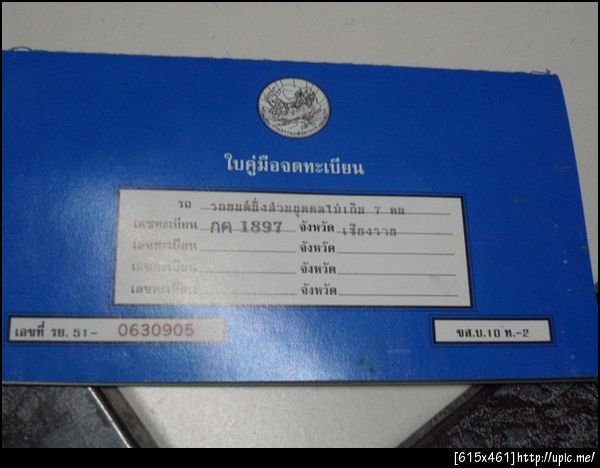 ใบคู่มือจดทะเบียน
รถ รถยนต์นั่งส่วนบุคคลไม่เกิน 7 คน
เลขทะเบียน กค 1897 จังหวัด เชียงราย
เลขทะเบียน จังหวัด
เลขทะเบียน จังหวัด
เลขทะเบียน จังหวัด
เลขที่ รย. 51- 0630905
ขส.บ.10 ท.-2
[615x461]http://upic.me/